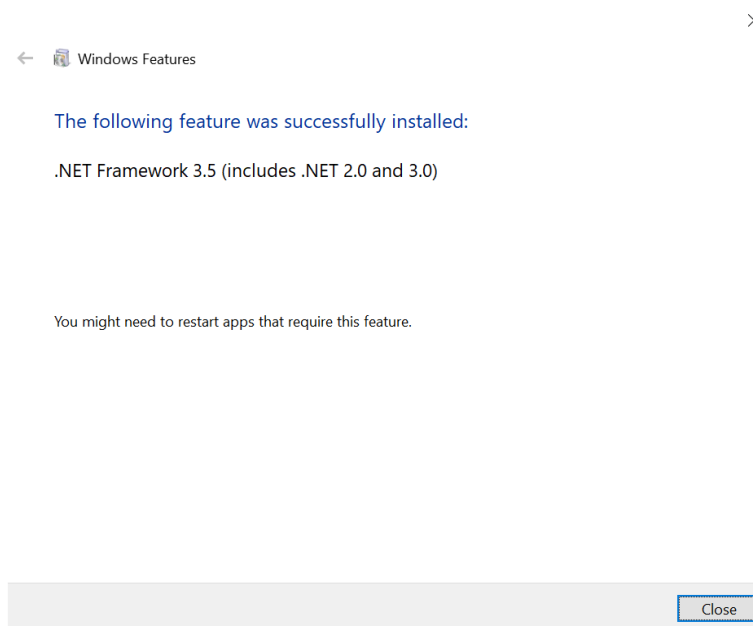 Windows Features
The following feature was successfully installed:
.NET Framework 3.5 (includes .NET 2.0 and 3.0)
You might need to restart apps that require this feature.
Close